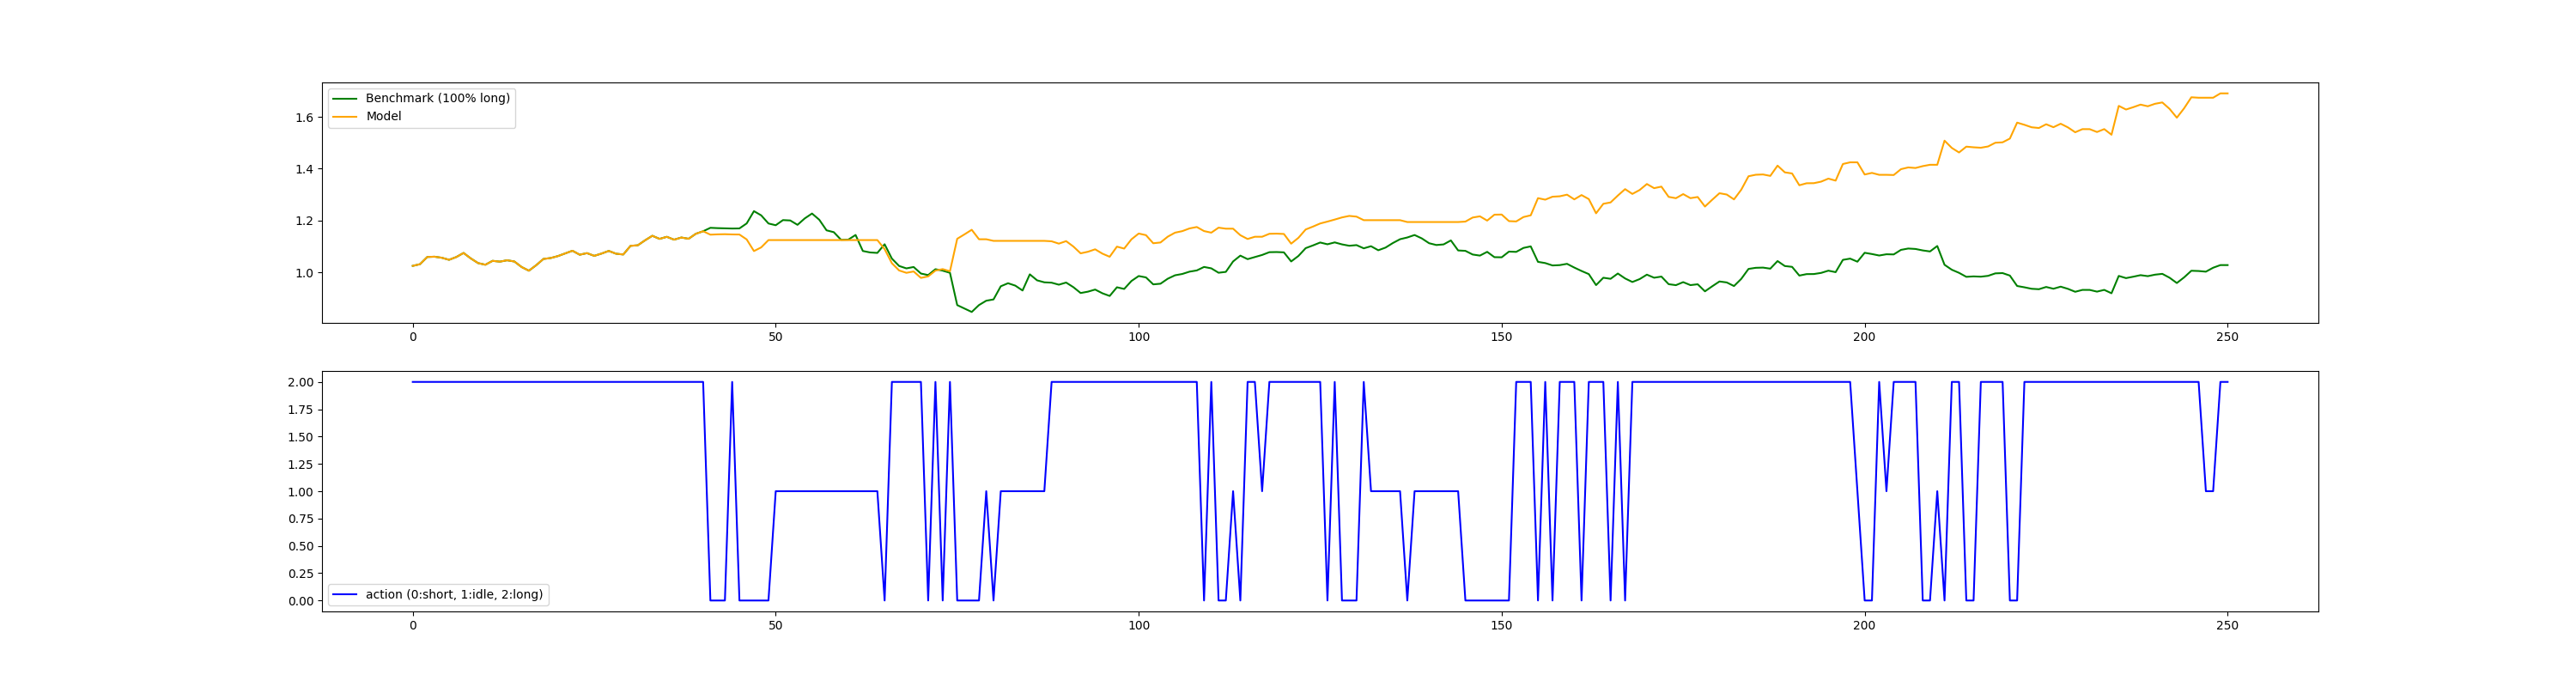 Benchmark (100% long)
Model
1.6
1.4
1.2
1.0
0 50 100 150 200 250
2.00
1.75
1.50
1.25
1.00
0.75
0.50
0.25
0.00
action (0:short, 1:idle, 2:long)
0 50 100 150 200 250